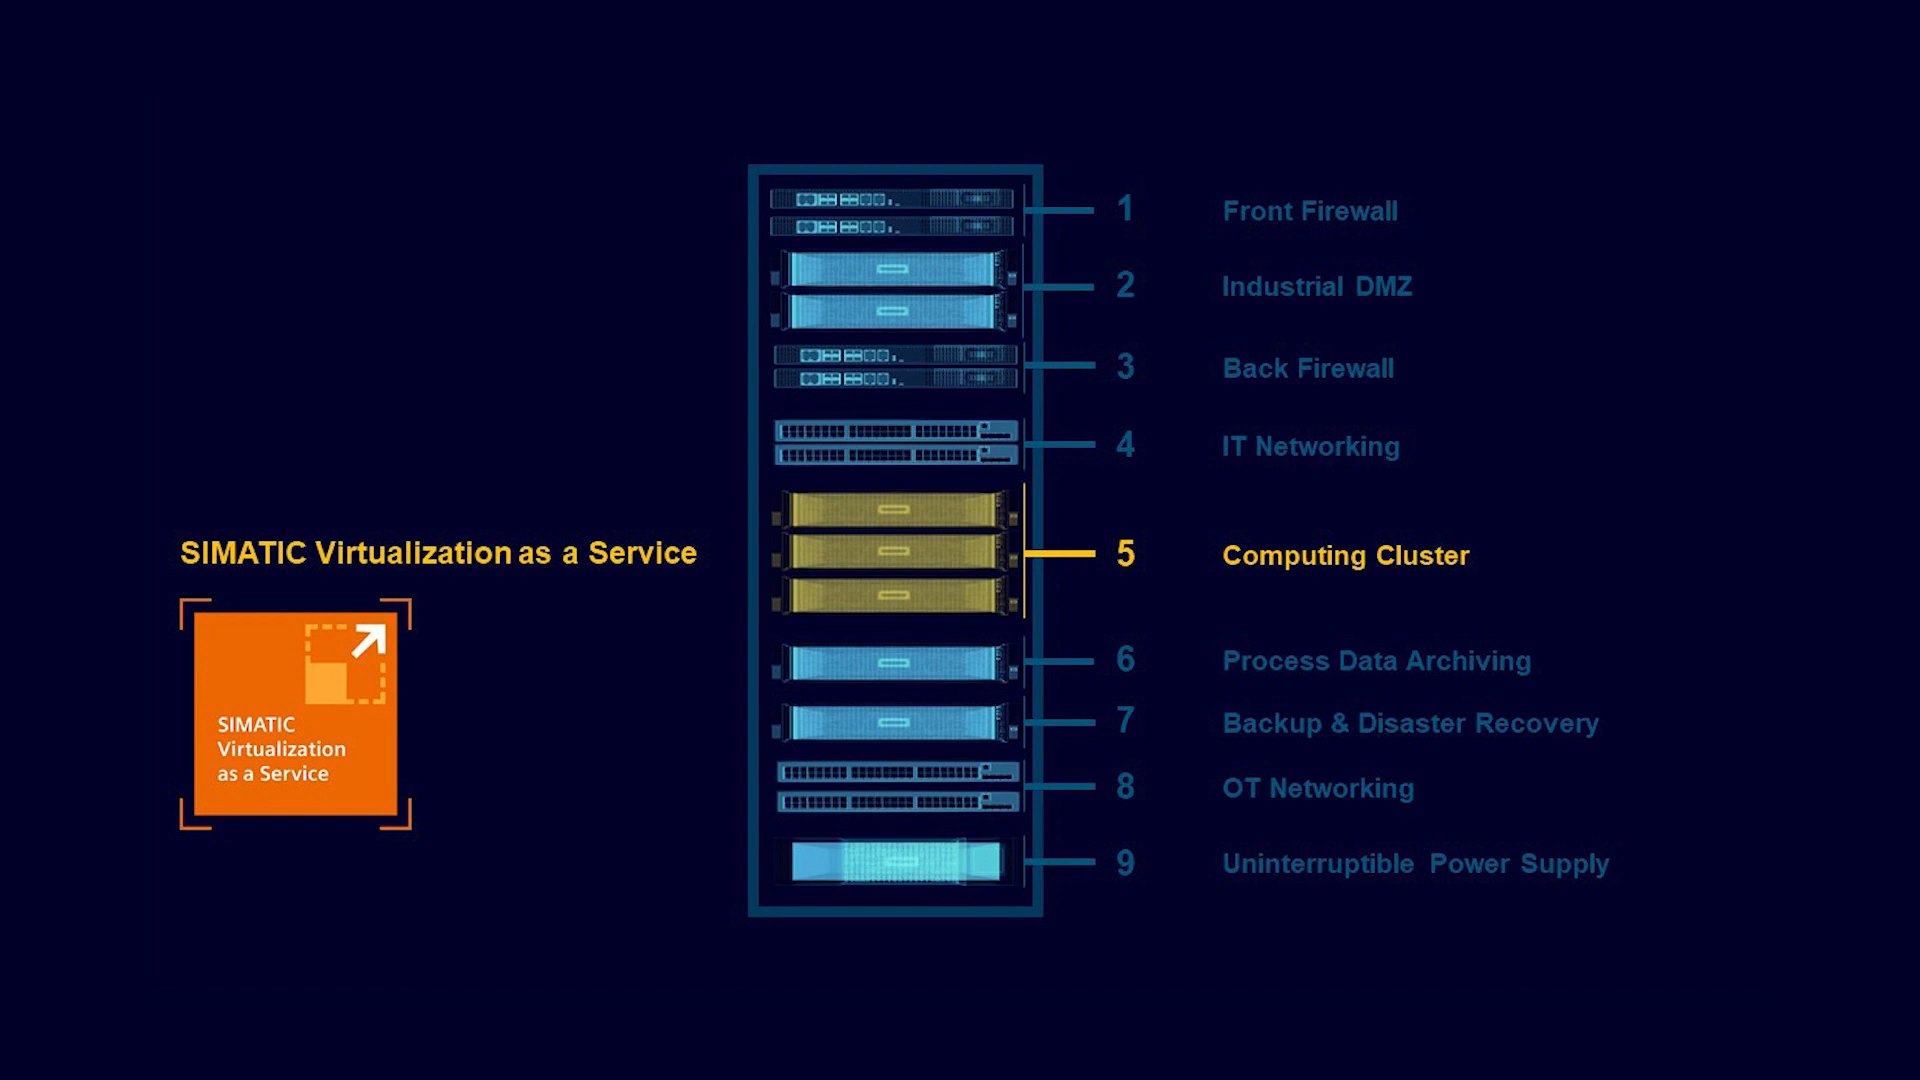 1 Front Firewall
2 Industrial DMZ
3 Back Firewall
4 IT Networking
SIMATIC Virtualization as a Service
5 Computing Cluster
SIMATIC
Virtualization
as a Service
6 Process Data Archiving
7 Backup & Disaster Recovery
8 OT Networking
9 Uninterruptible Power Supply